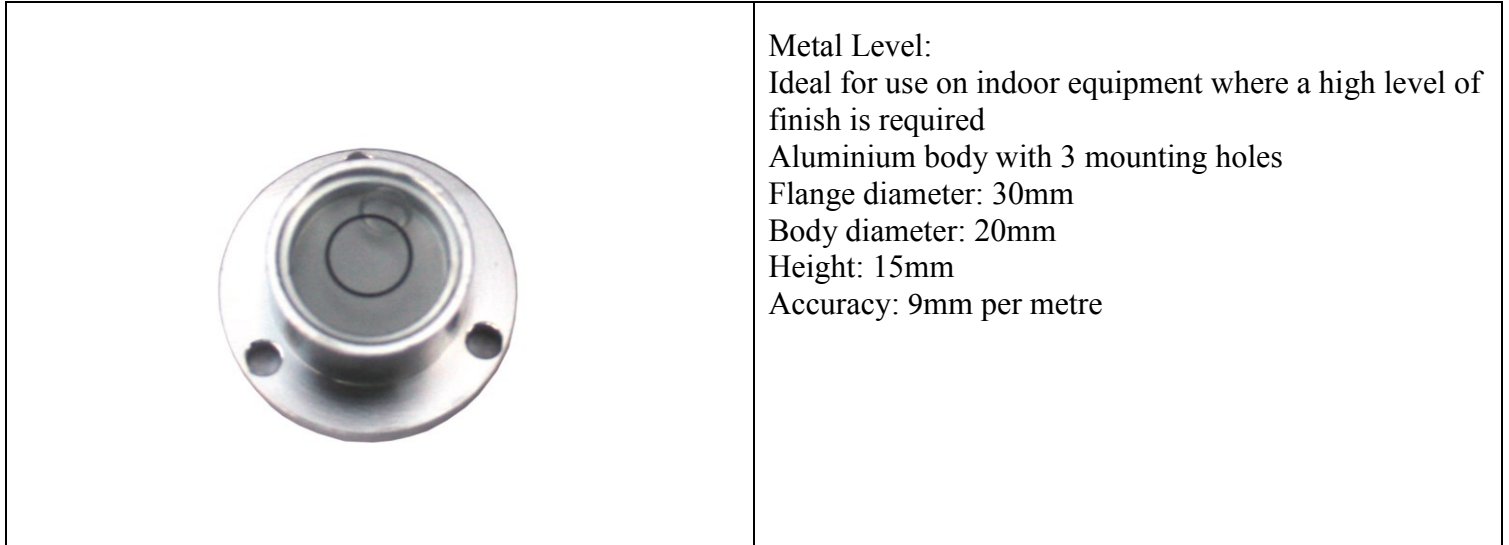 Metal Level:
Ideal for use on indoor equipment where a high level of
finish is required
Aluminium body with 3 mounting holes
Flange diameter: 30mm
Body diameter: 20mm
Height: 15mm
Accuracy: 9mm per metre